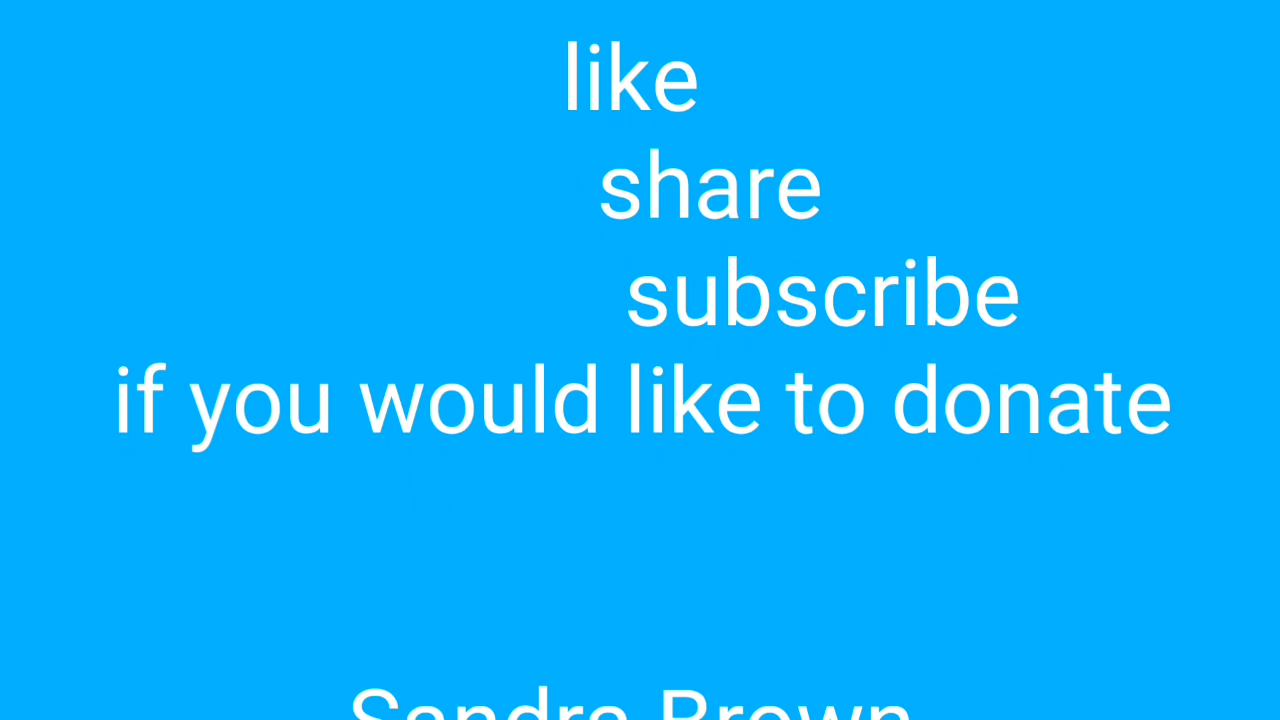 like
share
subscribe
if you would like to donate
Sandra Brown